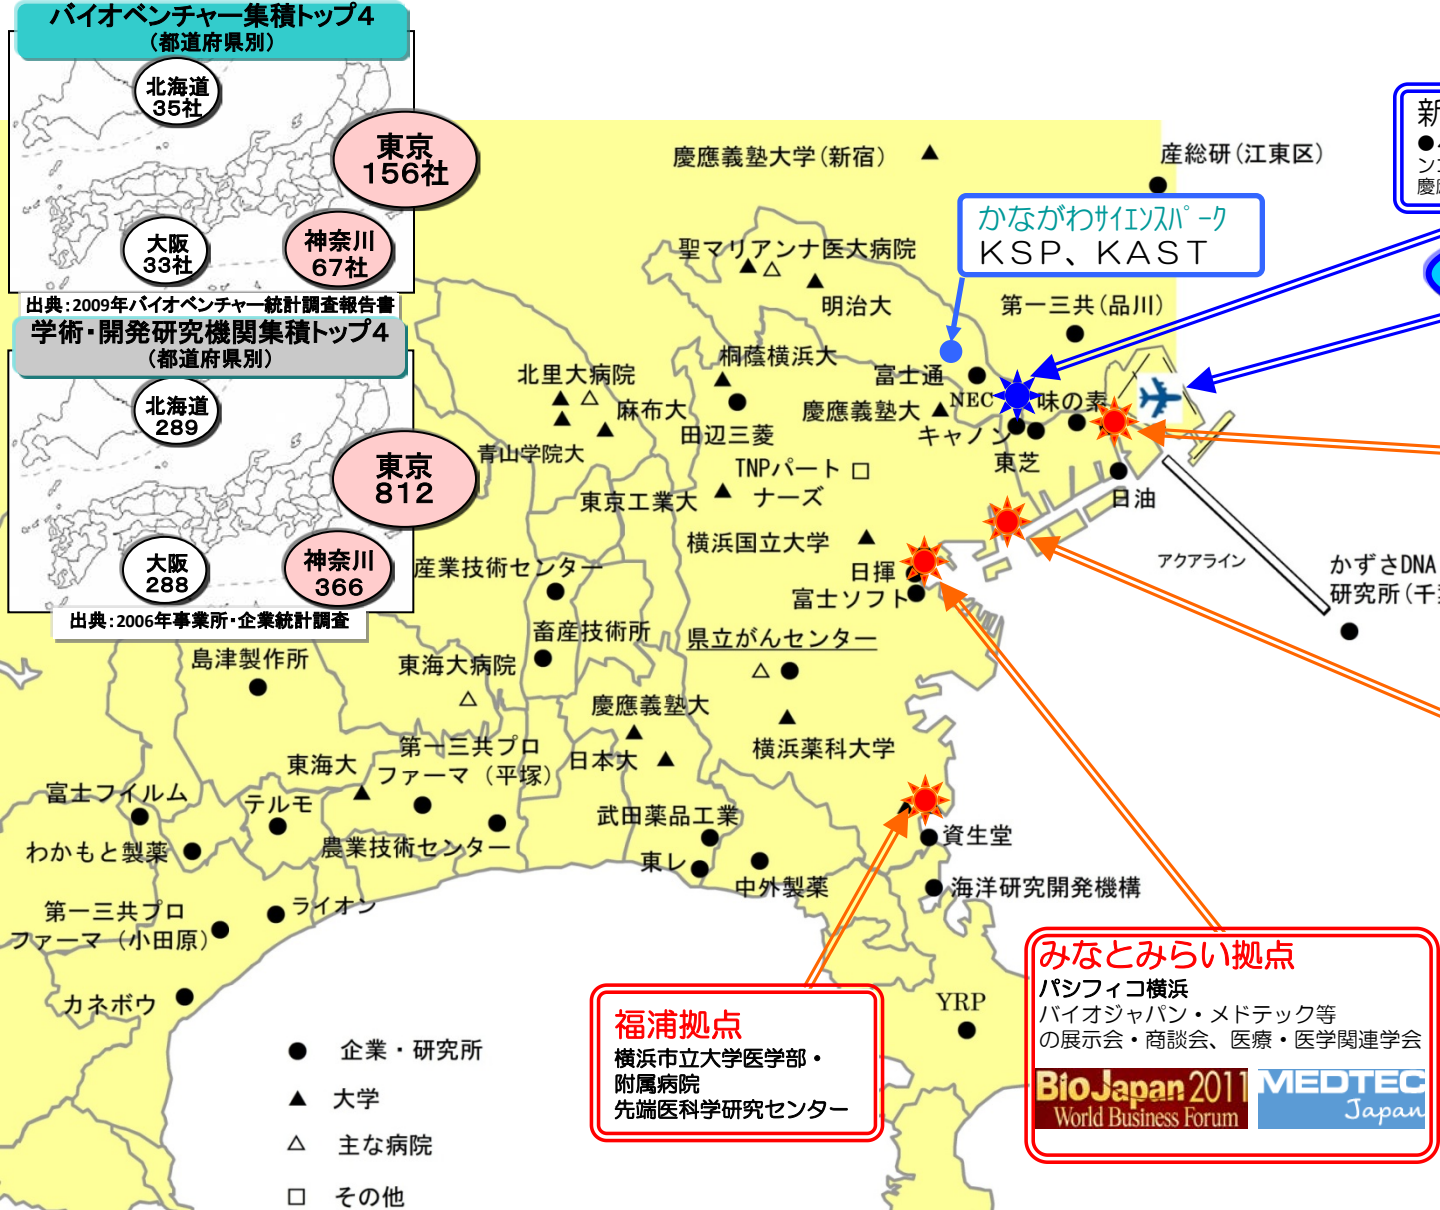 バイオベンチャー集積トップ4
(都道府県別)
北海道
35社
東京
156社
大阪
33社
神奈川
67社
出典：2009年バイオベンチャー統計調査報告書
学術・開発研究機関集積トップ4
(都道府県別)
北海道
289
東京
812
大阪
288
神奈川
366
出典：2006年事業所・企業統計調査
慶應義塾大学(新宿)
産総研(江東区)
新
慶
かながわｻｲｴﾝｽﾊﾟｰｸ
KSP、KAST
聖マリアンナ医大病院
明治大
第一三共(品川)
桐蔭横浜大
富士通
北里大病院
麻布大
田辺三菱
慶應義塾大
NEC
味の素
キヤノン
青山学院大
東芝
TNPパート
ナーズ
東京工業大
日油
横浜国立大学
アクアライン
かずさDNA
研究所(千
産業技術センター
日揮
富士ソフト
畜産技術所
県立がんセンター
島津製作所
東海大病院
慶應義塾大
横浜薬科大学
第一三共プロ
ファーマ（平塚）
日本大
東海大
富士フイルム
テルモ
武田薬品工業
資生堂
わかもと製薬
農業技術センター
東レ
中外製薬
海洋研究開発機構
第一三共プロ
ファーマ（小田原）
ライオン
カネボウ
YRP
みなとみらい拠点
パシフィコ横浜
バイオジャパン・メドテック等
の展示会・商談会、医療・医学関連学会
BioJapan 2011
World Business Forum
MEDTEC
Japan
福浦拠点
横浜市立大学医学部・
附属病院
先端医科学研究センター
● 企業・研究所
▲ 大学
△ 主な病院
□ その他